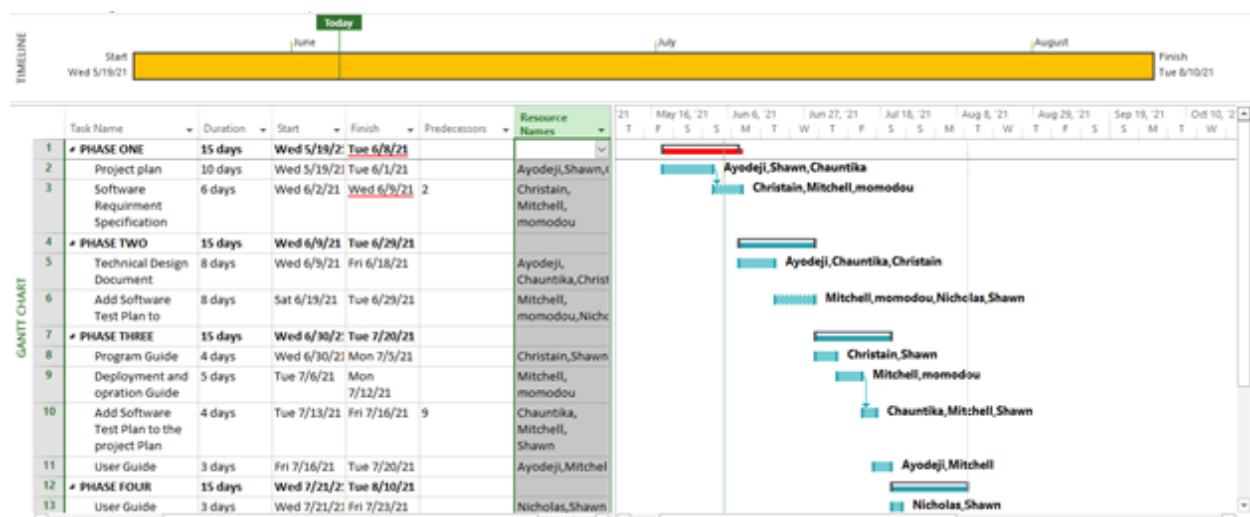 TIMELINE
Today
June
July
August
Start
Wed 5/19/21
Finish
Tue 8/10/21
GANTT CHART
Task Name Duration Start Finish Predecessors Resource Names
'21 May 16, '21 Jun 6, '21 Jun 27, '21 Jul 18, '21 Aug 8, '21 Aug 29, '21 Sep 19, '21 Oct 10, '2
T F S S M T W T F S S M T W T F S S M T W
1 PHASE ONE 15 days Wed 5/19/2 Tue 6/8/21
2 Project plan 10 days Wed 5/19/21 Tue 6/1/21 Ayodeji,Shawn,
Ayodeji,Shawn,Chauntika
3 Software 6 days Wed 6/2/21 Wed 6/9/21 2 Christain,
Requirment Mitchell,
Specification momodou
Christain,Mitchell,momodou
4 PHASE TWO 15 days Wed 6/9/21 Tue 6/29/21
5 Technical Design 8 days Wed 6/9/21 Fri 6/18/21 Ayodeji,
Document Chauntika,Christ
Ayodeji,Chauntika,Christain
6 Add Software 8 days Sat 6/19/21 Tue 6/29/21 Mitchell,
Test Plan to momodou,Nicho
Mitchell,momodou,Nicholas,Shawn
7 PHASE THREE 15 days Wed 6/30/2 Tue 7/20/21
8 Program Guide 4 days Wed 6/30/21 Mon 7/5/21 Christain,Shawn
Christain,Shawn
9 Deployment and 5 days Tue 7/6/21 Mon Mitchell,
opration Guide 7/12/21 momodou
Mitchell,momodou
10 Add Software 4 days Tue 7/13/21 Fri 7/16/21 9 Chauntika,
Test Plan to the Mitchell,
project Plan Shawn
Chauntika,Mitchell,Shawn
11 User Guide 3 days Fri 7/16/21 Tue 7/20/21 Ayodeji,Mitchel
Ayodeji,Mitchell
12 PHASE FOUR 15 days Wed 7/21/2 Tue 8/10/21
13 User Guide 3 days Wed 7/21/21 Fri 7/23/21 Nicholas,Shawn
Nicholas,Shawn